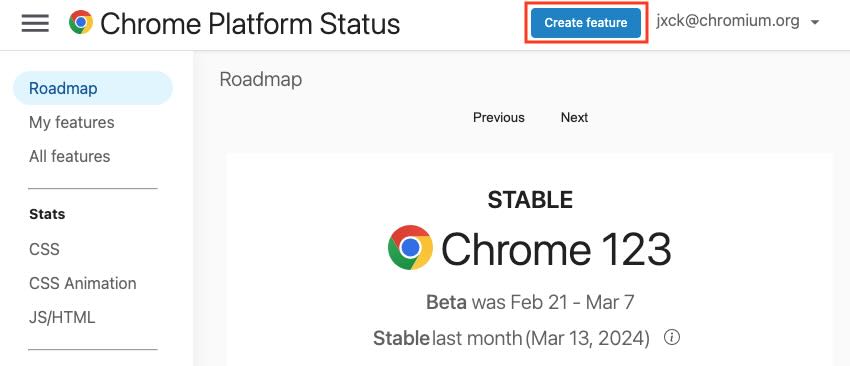 Chrome Platform Status
Create feature
jxck@chromium.org
Roadmap
My features
All features
Stats
CSS
CSS Animation
JS/HTML
Roadmap
Previous Next
STABLE
Chrome 123
Beta was Feb 21 - Mar 7
Stable last month (Mar 13, 2024)